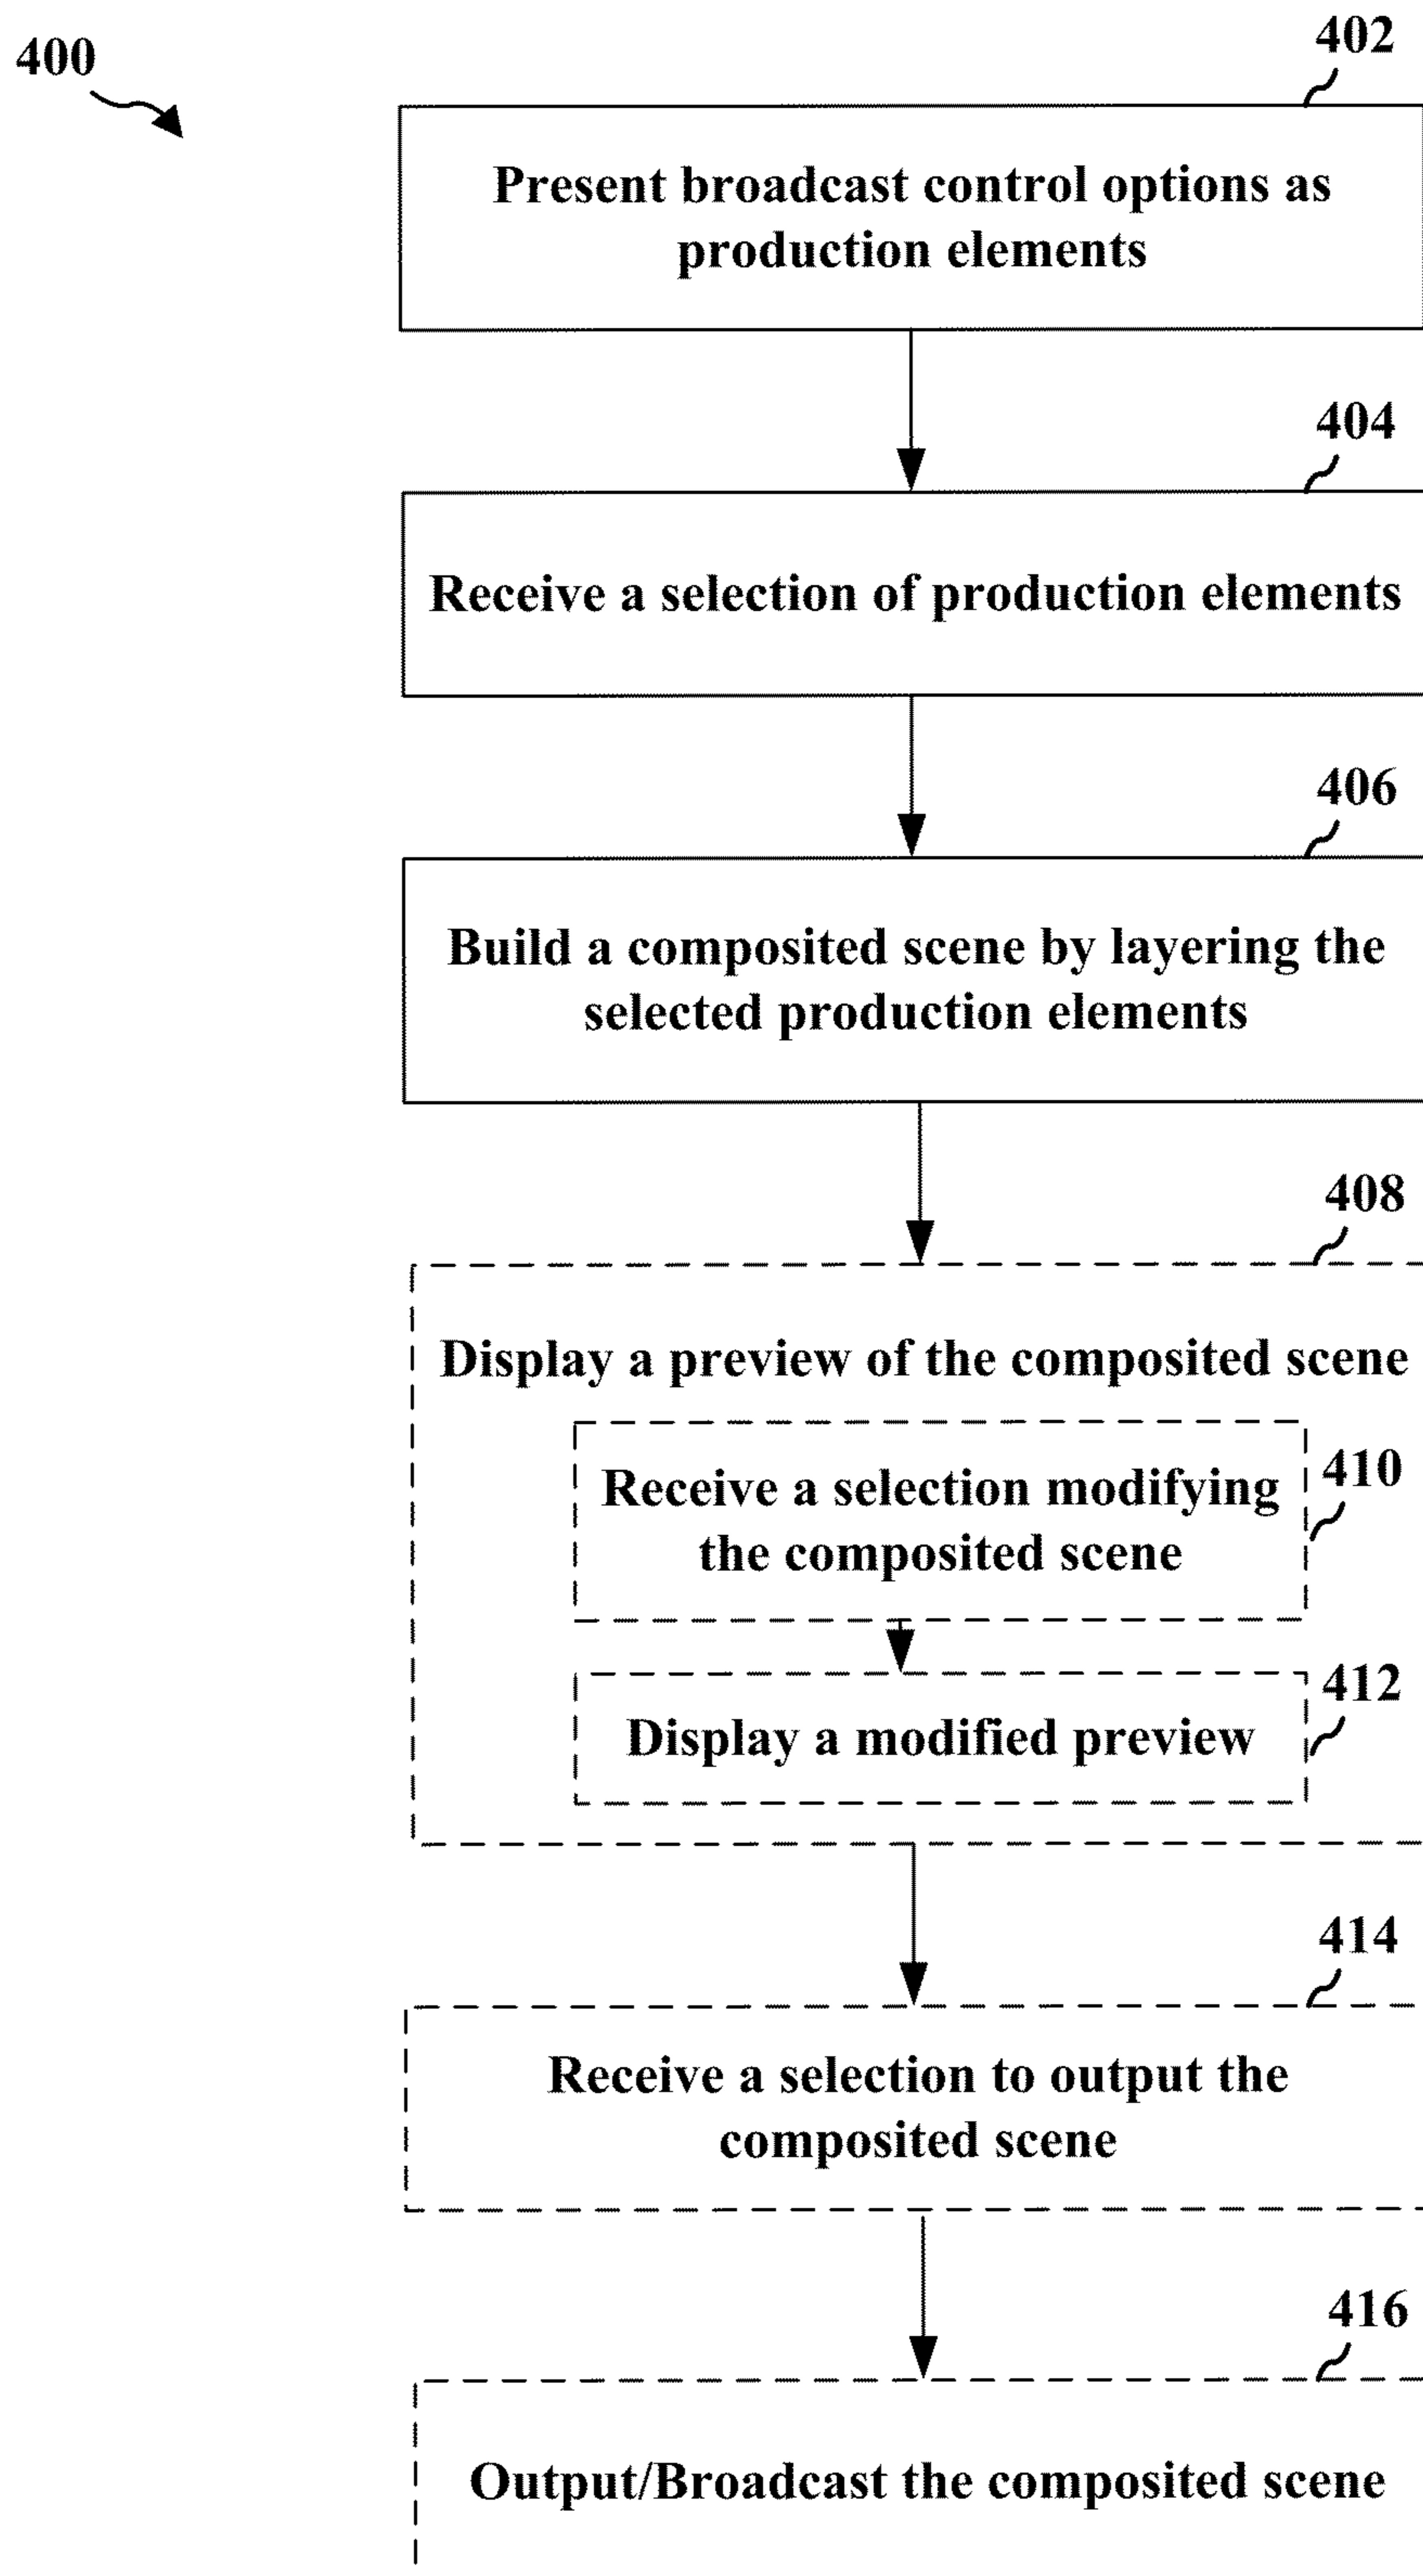 400
402
Present broadcast control options as
production elements
404
Receive a selection of production elements
406
Build a composited scene by layering the
selected production elements
408
Display a preview of the composited scene
410
Receive a selection modifying
the composited scene
412
Display a modified preview
414
Receive a selection to output the
composited scene
416
Output/Broadcast the composited scene